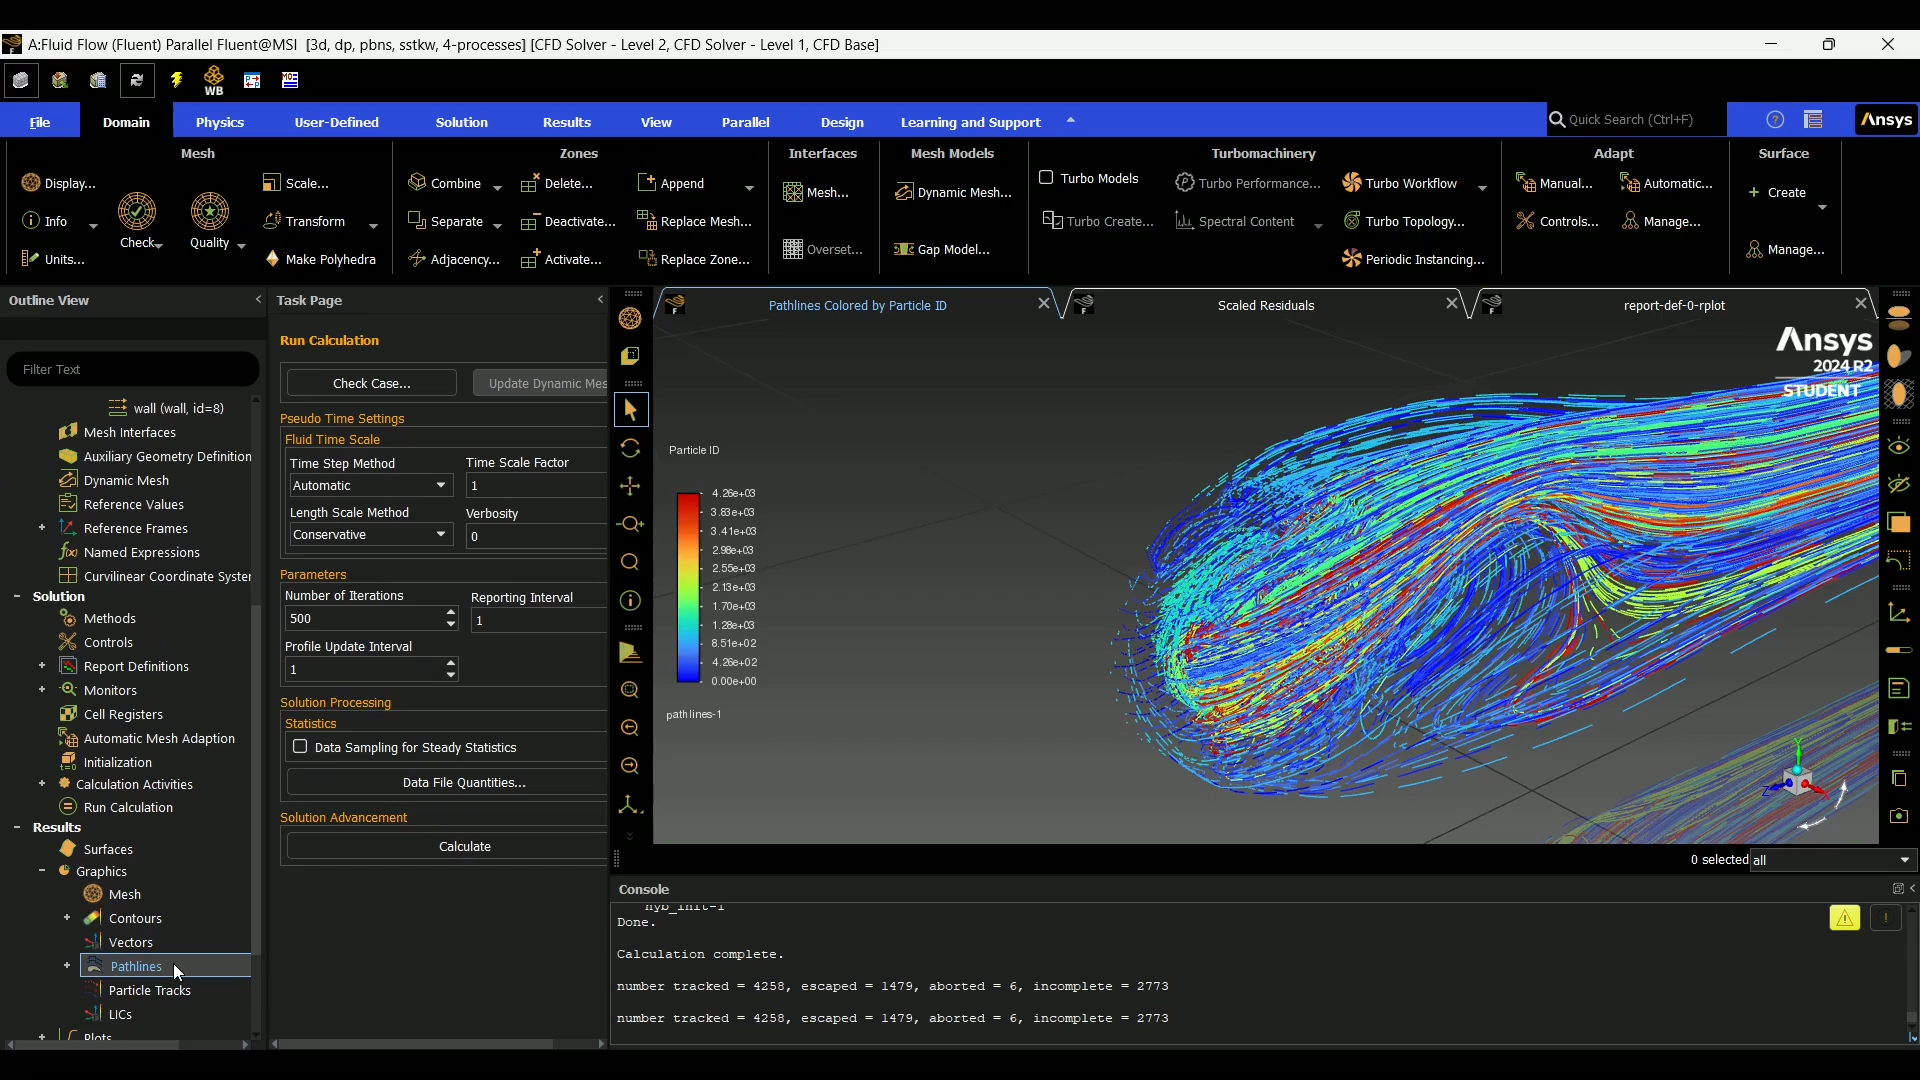 A:Fluid Flow (Fluent) Parallel Fluent@MSI [3d, dp, pbns, sstkw, 4-processes] [CFD Solver - Level 2, CFD Solver - Level 1, CFD Base]
WB
File Domain Physics User-Defined Solution Results View Parallel Design Learning and Support Quick Search (Ctrl+F) Ansys
Mesh Zones Interfaces Mesh Models Turbomachinery Adapt Surface
Display... Scale... Combine Delete... Append Mesh... Dynamic Mesh... Turbo Models Turbo Performance... Turbo Workflow Manual... Automatic... Create
Info Transform Separate Deactivate... Replace Mesh... Turbo Create... Spectral Content Turbo Topology... Controls... Manage...
Check Quality Overset... Gap Model... Manage...
Units... Make Polyhedra Adjacency... Activate... Replace Zone... Periodic Instancing...
Outline View
Filter Text
wall (wall, id=8)
Mesh Interfaces
Auxiliary Geometry Definition
Dynamic Mesh
Reference Values
Reference Frames
Named Expressions
Curvilinear Coordinate Syster
Solution
Methods
Controls
Report Definitions
Monitors
Cell Registers
Automatic Mesh Adaption
Initialization
Calculation Activities
Run Calculation
Results
Surfaces
Graphics
Mesh
Contours
Vectors
Pathlines
Particle Tracks
LICs
Plots
Task Page
Run Calculation
Check Case... Update Dynamic Mes
Pseudo Time Settings
Fluid Time Scale
Time Step Method Time Scale Factor
Automatic 1
Length Scale Method Verbosity
Conservative 0
Parameters
Number of Iterations Reporting Interval
500 1
Profile Update Interval
1
Solution Processing
Statistics
Data Sampling for Steady Statistics
Data File Quantities...
Solution Advancement
Calculate
Pathlines Colored by Particle ID Scaled Residuals report-def-0-rplot
Ansys
2024 R2
STUDENT
Particle ID
4.26e+03
3.83e+03
3.41e+03
2.98e+03
2.55e+03
2.13e+03
1.70e+03
1.28e+03
8.51e+02
4.26e+02
0.00e+00
pathlines-1
Y
Z X
0 selected all
Console
hyb_init-1
Done.
Calculation complete.
number tracked = 4258, escaped = 1479, aborted = 6, incomplete = 2773
number tracked = 4258, escaped = 1479, aborted = 6, incomplete = 2773